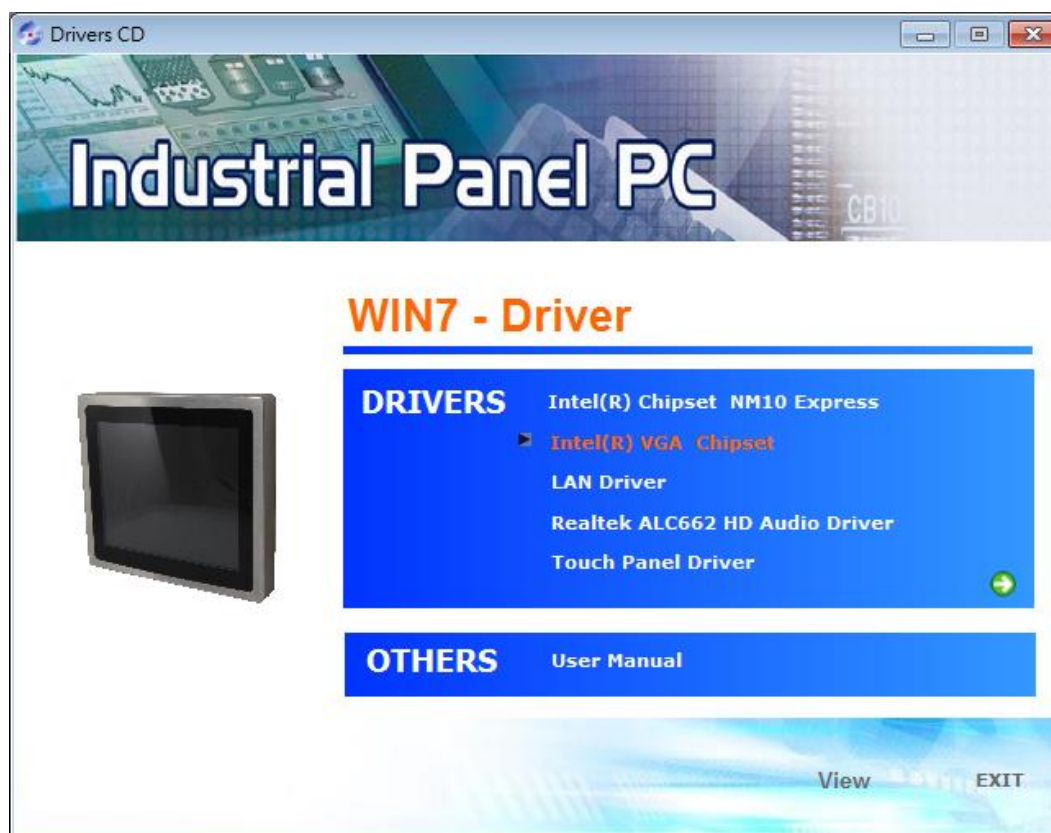 Drivers CD
Industrial Panel PC
CB10
WIN7 - Driver
DRIVERS
Intel(R) Chipset NM10 Express
Intel(R) VGA Chipset
LAN Driver
Realtek ALC662 HD Audio Driver
Touch Panel Driver
OTHERS
User Manual
View
EXIT